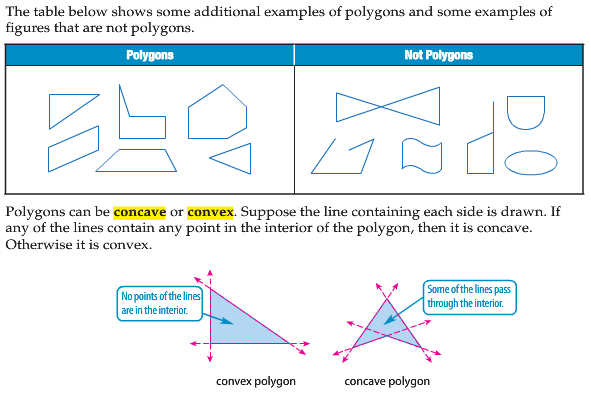 The table below shows some additional examples of polygons and some examples of
figures that are not polygons.
Polygons
Not Polygons
Polygons can be concave or convex. Suppose the line containing each side is drawn. If
any of the lines contain any point in the interior of the polygon, then it is concave.
Otherwise it is convex.
No points of the lines
are in the interior.
Some of the lines pass
through the interior.
convex polygon
concave polygon